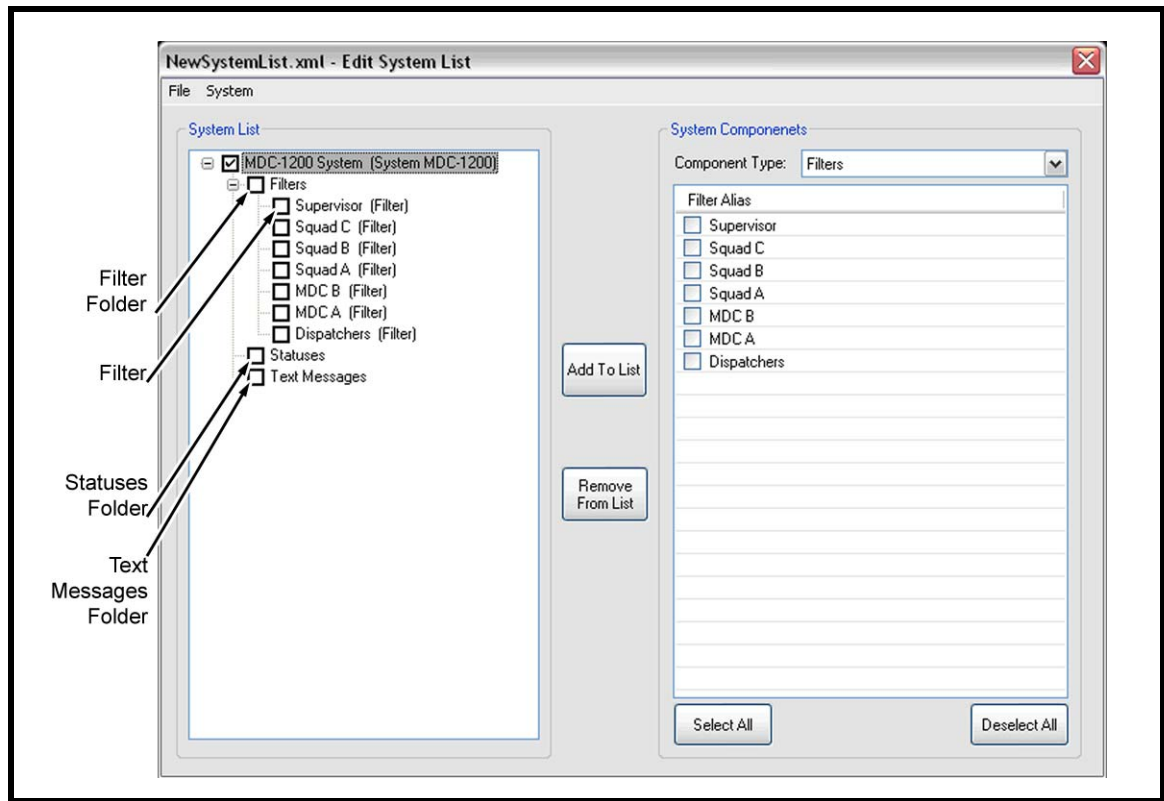 NewSystemList.xml - Edit System List
File System
System List
MDC-1200 System (System MDC-1200)
Filters
Supervisor (Filter)
Squad C (Filter)
Squad B (Filter)
Squad A (Filter)
MDC B (Filter)
MDC A (Filter)
Dispatchers (Filter)
Statuses
Text Messages
Filter
Folder
Filter
Statuses
Folder
Text
Messages
Folder
Add To List
Remove
From List
System Componenets
Component Type: Filters
Filter Alias
Supervisor
Squad C
Squad B
Squad A
MDC B
MDC A
Dispatchers
Select All
Deselect All